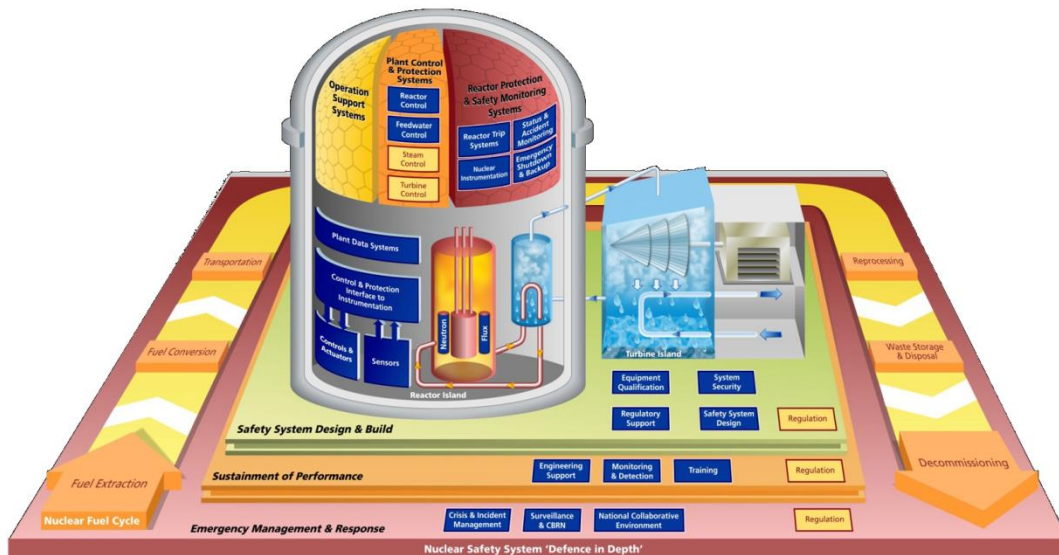 Operation
Support
Systems
Plant Control
& Protection
Systems
Reactor
Control
Feedwater
Control
Steam
Control
Turbine
Control
Reactor Protection
& Safety Monitoring
Systems
Reactor Trip
Systems
Status &
Accident
Monitoring
Nuclear
Instrumentation
Emergency
Shutdown
& Backup
Plant Data Systems
Control & Protection
Interface to
Instrumentation
Controls &
Actuators
Sensors
Neutron
Flux
Reactor Island
Turbine Island
Transportation
Fuel Conversion
Fuel Extraction
Nuclear Fuel Cycle
Reprocessing
Waste Storage
& Disposal
Decommissioning
Equipment
Qualification
System
Security
Regulatory
Support
Safety System
Design
Regulation
Safety System Design & Build
Sustainment of Performance
Engineering
Support
Monitoring
& Detection
Training
Regulation
Emergency Management & Response
Crisis & Incident
Management
Surveillance
& CBRN
National Collaborative
Environment
Regulation
Nuclear Safety System 'Defence in Depth'